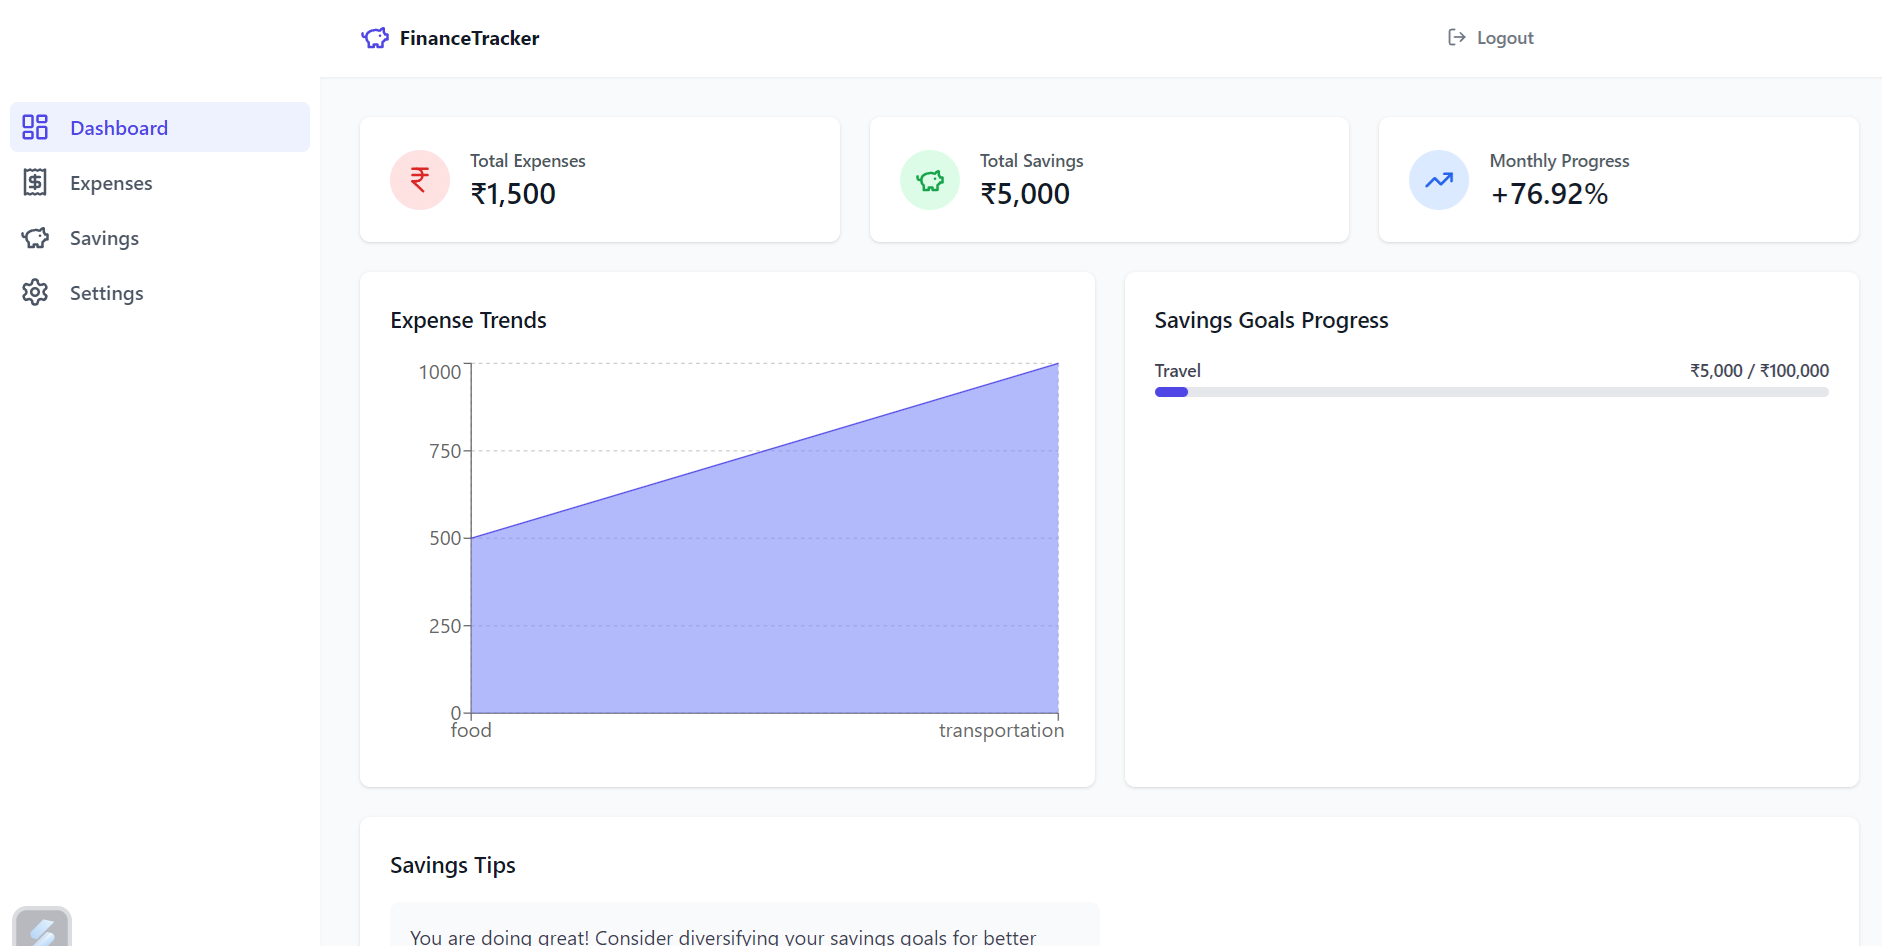 FinanceTracker
Logout
Dashboard
Expenses
Savings
Settings
Total Expenses
₹1,500
Total Savings
₹5,000
Monthly Progress
+76.92%
Expense Trends
1000
750
500
250
0
food transportation
Savings Goals Progress
Travel ₹5,000 / ₹100,000
Savings Tips
You are doing great! Consider diversifying your savings goals for better